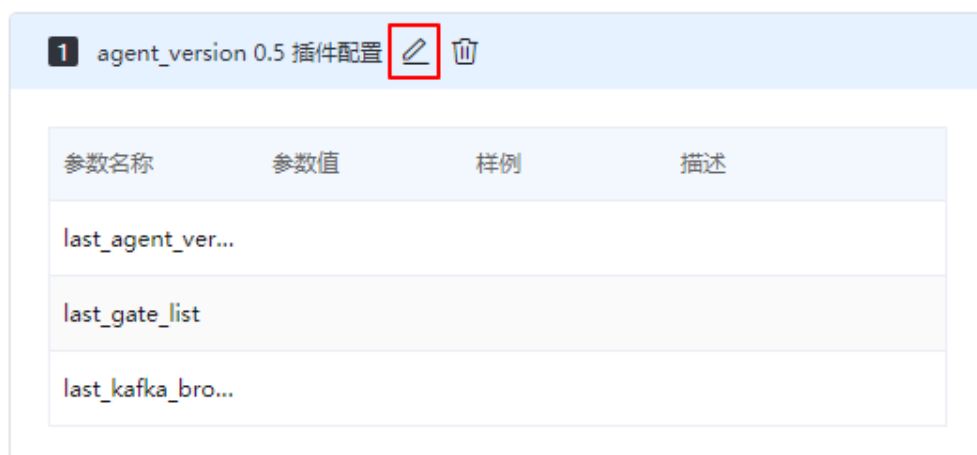 1 agent_version 0.5 插件配置
参数名称 参数值 样例 描述
last_agent_ver...
last_gate_list
last_kafka_bro...